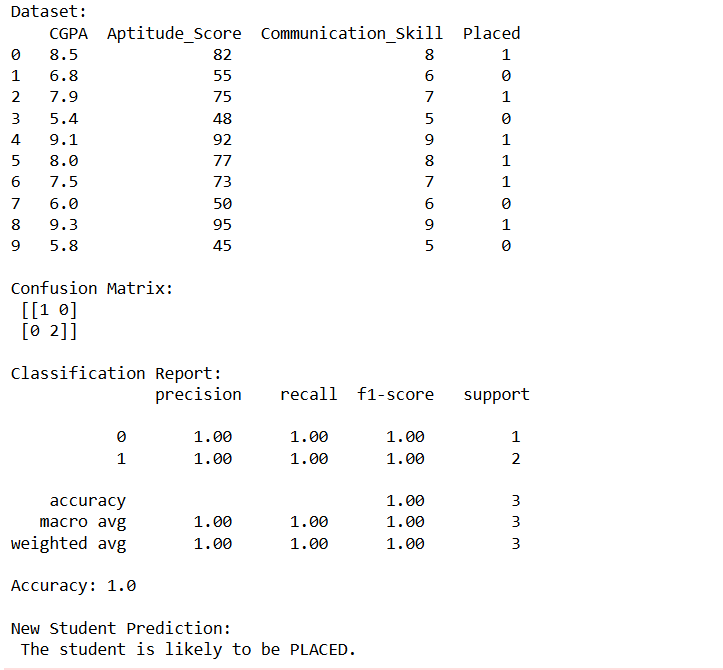 Dataset:
CGPA Aptitude_Score Communication_Skill Placed
0 8.5 82 8 1
1 6.8 55 6 0
2 7.9 75 7 1
3 5.4 48 5 0
4 9.1 92 9 1
5 8.0 77 8 1
6 7.5 73 7 1
7 6.0 50 6 0
8 9.3 95 9 1
9 5.8 45 5 0
Confusion Matrix:
[[1 0]
[0 2]]
Classification Report:
precision recall f1-score support
0 1.00 1.00 1.00 1
1 1.00 1.00 1.00 2
accuracy 1.00 3
macro avg 1.00 1.00 1.00 3
weighted avg 1.00 1.00 1.00 3
Accuracy: 1.0
New Student Prediction:
The student is likely to be PLACED.